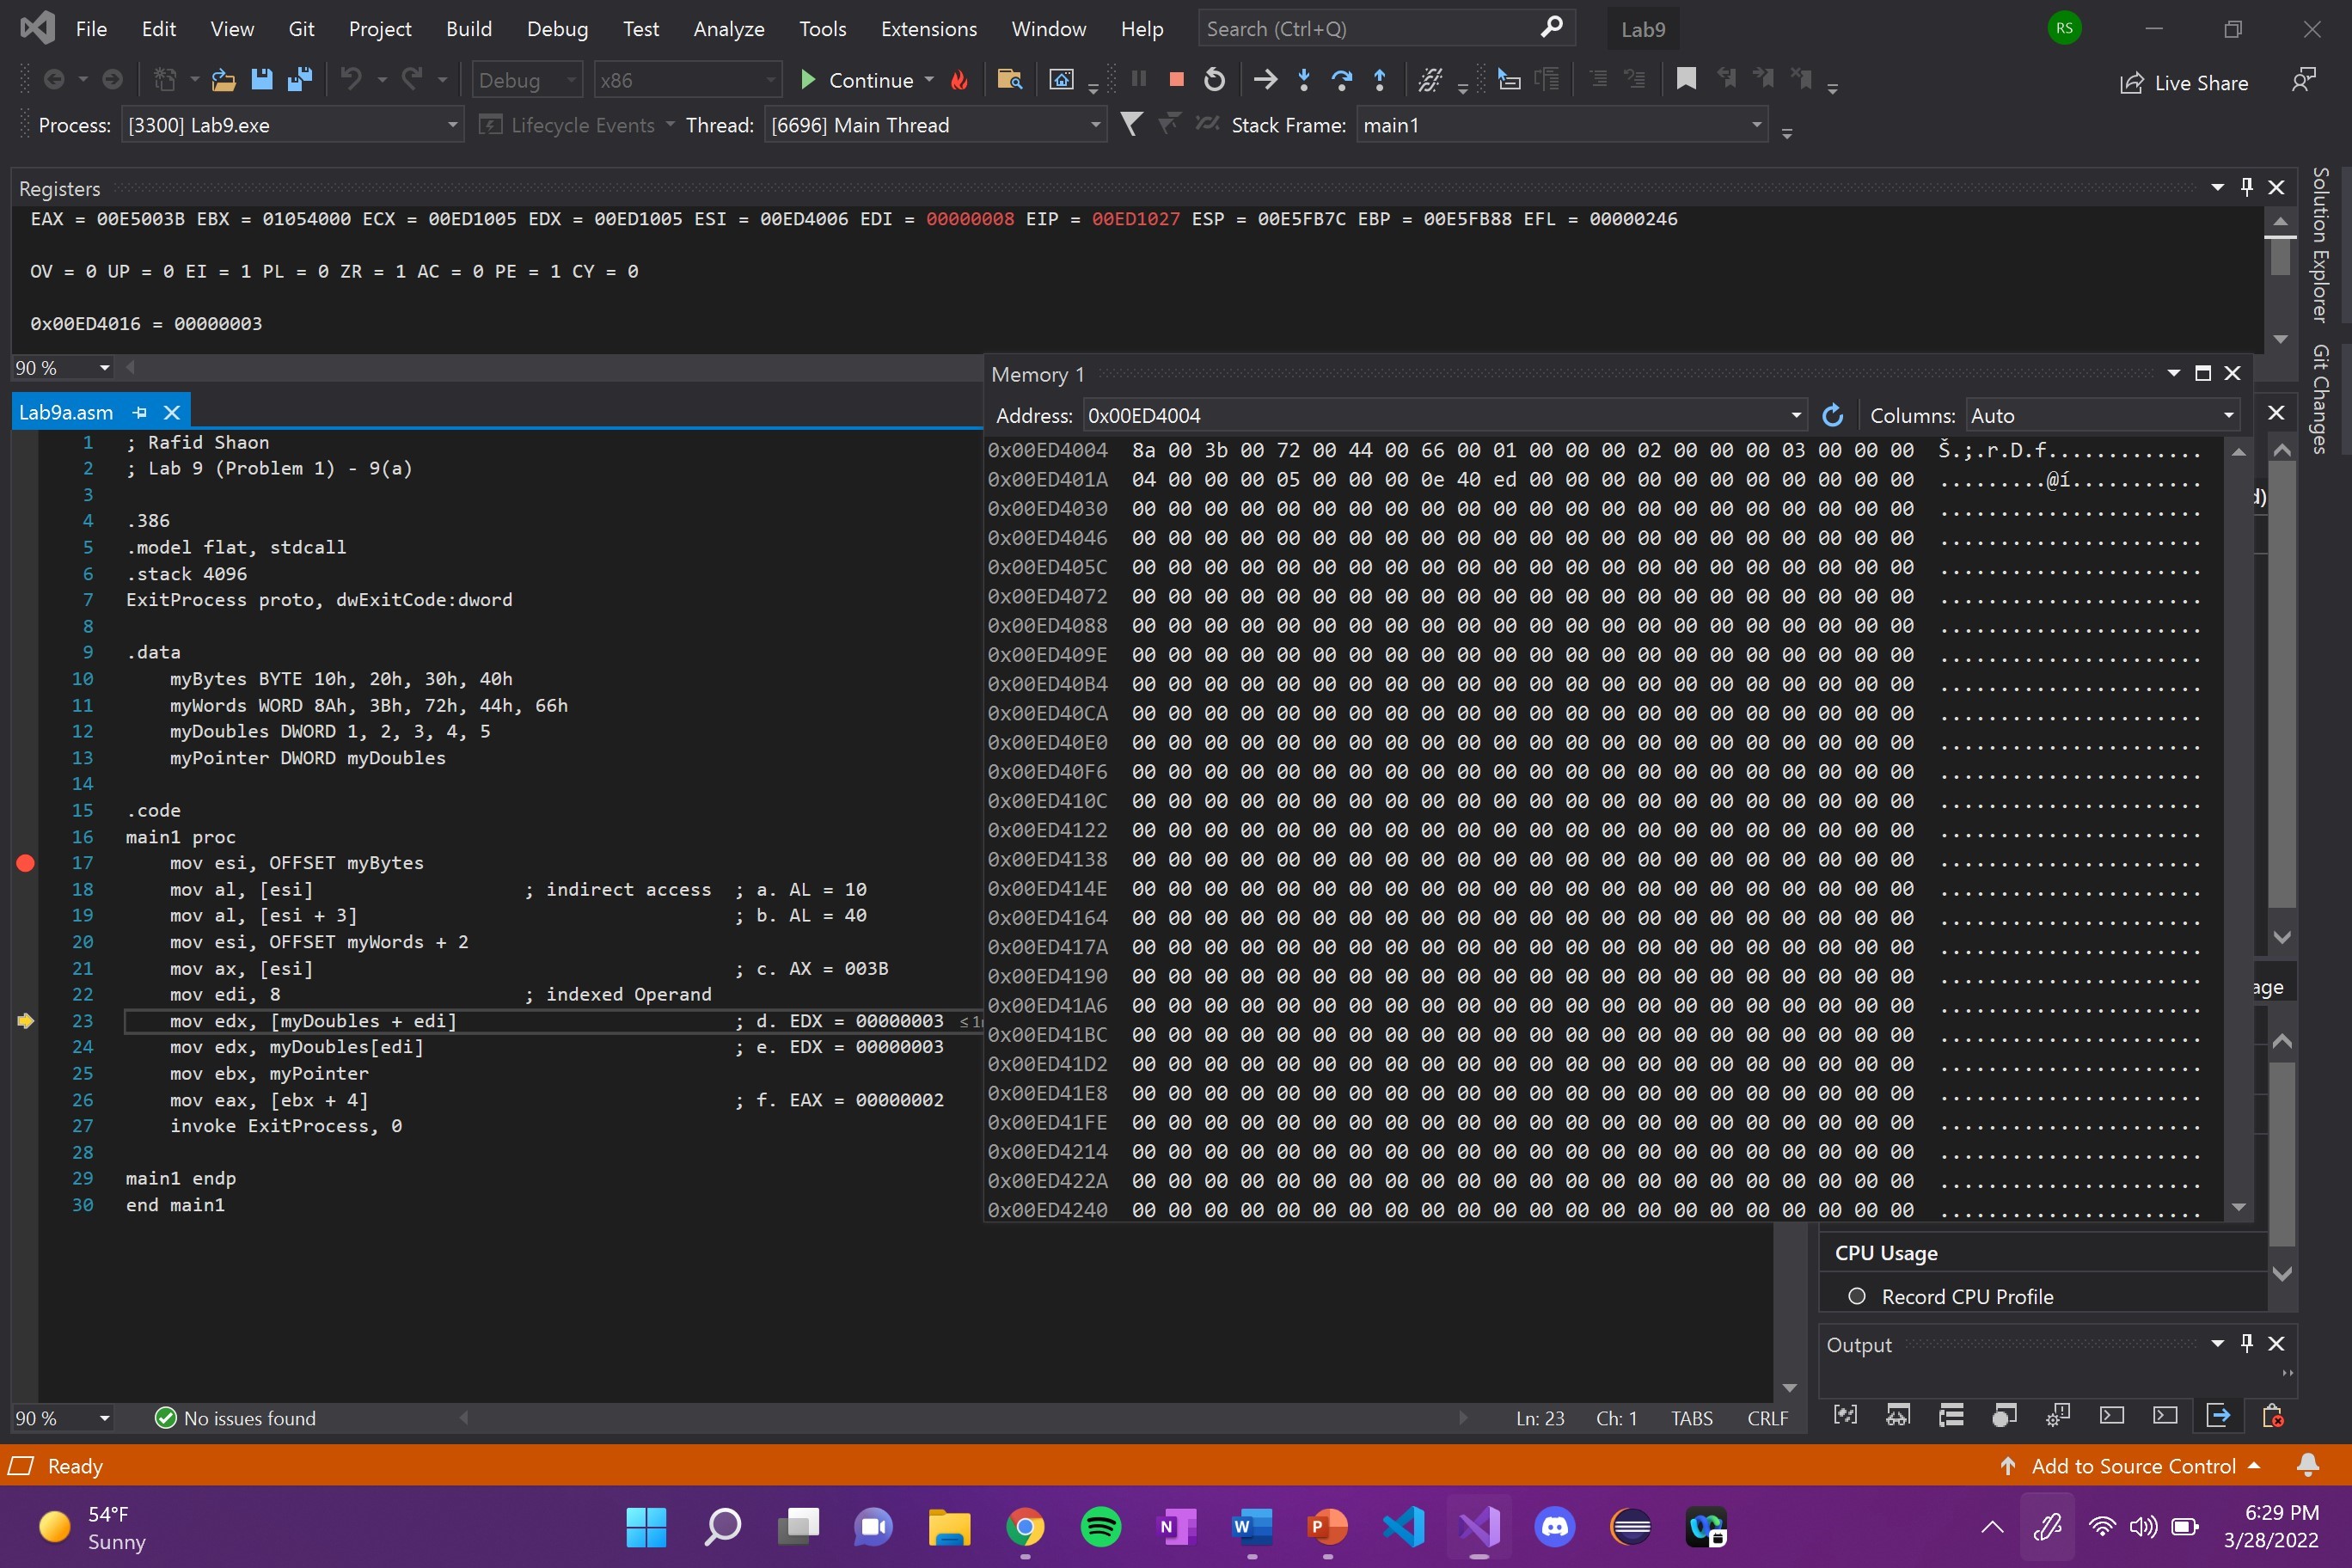 File Edit View Git Project Build Debug Test Analyze Tools Extensions Window Help Search (Ctrl+Q) Lab9 RS
Debug x86 Continue Live Share
Process: [3300] Lab9.exe Lifecycle Events Thread: [6696] Main Thread Stack Frame: main1
Registers
EAX = 00E5003B EBX = 01054000 ECX = 00ED1005 EDX = 00ED1005 ESI = 00ED4006 EDI = 00000008 EIP = 00ED1027 ESP = 00E5FB7C EBP = 00E5FB88 EFL = 00000246
OV = 0 UP = 0 EI = 1 PL = 0 ZR = 1 AC = 0 PE = 1 CY = 0
0x00ED4016 = 00000003
90 %
Solution Explorer
Git Changes
Lab9a.asm
1 ; Rafid Shaon
2 ; Lab 9 (Problem 1) - 9(a)
3
4 .386
5 .model flat, stdcall
6 .stack 4096
7 ExitProcess proto, dwExitCode:dword
8
9 .data
10 myBytes BYTE 10h, 20h, 30h, 40h
11 myWords WORD 8Ah, 3Bh, 72h, 44h, 66h
12 myDoubles DWORD 1, 2, 3, 4, 5
13 myPointer DWORD myDoubles
14
15 .code
16 main1 proc
17 mov esi, OFFSET myBytes
18 mov al, [esi] ; indirect access ; a. AL = 10
19 mov al, [esi + 3] ; b. AL = 40
20 mov esi, OFFSET myWords + 2
21 mov ax, [esi] ; c. AX = 003B
22 mov edi, 8 ; indexed Operand
23 mov edx, [myDoubles + edi] ; d. EDX = 00000003 ≤1
24 mov edx, myDoubles[edi] ; e. EDX = 00000003
25 mov ebx, myPointer
26 mov eax, [ebx + 4] ; f. EAX = 00000002
27 invoke ExitProcess, 0
28
29 main1 endp
30 end main1
Memory 1
Address: 0x00ED4004 Columns: Auto
0x00ED4004 8a 00 3b 00 72 00 44 00 66 00 01 00 00 00 02 00 00 00 03 00 00 00 Š.;.r.D.f.............
0x00ED401A 04 00 00 00 05 00 00 00 0e 40 ed 00 00 00 00 00 00 00 00 00 00 00 .........@í...........
0x00ED4030 00 00 00 00 00 00 00 00 00 00 00 00 00 00 00 00 00 00 00 00 00 00 ......................
0x00ED4046 00 00 00 00 00 00 00 00 00 00 00 00 00 00 00 00 00 00 00 00 00 00 ......................
0x00ED405C 00 00 00 00 00 00 00 00 00 00 00 00 00 00 00 00 00 00 00 00 00 00 ......................
0x00ED4072 00 00 00 00 00 00 00 00 00 00 00 00 00 00 00 00 00 00 00 00 00 00 ......................
0x00ED4088 00 00 00 00 00 00 00 00 00 00 00 00 00 00 00 00 00 00 00 00 00 00 ......................
0x00ED409E 00 00 00 00 00 00 00 00 00 00 00 00 00 00 00 00 00 00 00 00 00 00 ......................
0x00ED40B4 00 00 00 00 00 00 00 00 00 00 00 00 00 00 00 00 00 00 00 00 00 00 ......................
0x00ED40CA 00 00 00 00 00 00 00 00 00 00 00 00 00 00 00 00 00 00 00 00 00 00 ......................
0x00ED40E0 00 00 00 00 00 00 00 00 00 00 00 00 00 00 00 00 00 00 00 00 00 00 ......................
0x00ED40F6 00 00 00 00 00 00 00 00 00 00 00 00 00 00 00 00 00 00 00 00 00 00 ......................
0x00ED410C 00 00 00 00 00 00 00 00 00 00 00 00 00 00 00 00 00 00 00 00 00 00 ......................
0x00ED4122 00 00 00 00 00 00 00 00 00 00 00 00 00 00 00 00 00 00 00 00 00 00 ......................
0x00ED4138 00 00 00 00 00 00 00 00 00 00 00 00 00 00 00 00 00 00 00 00 00 00 ......................
0x00ED414E 00 00 00 00 00 00 00 00 00 00 00 00 00 00 00 00 00 00 00 00 00 00 ......................
0x00ED4164 00 00 00 00 00 00 00 00 00 00 00 00 00 00 00 00 00 00 00 00 00 00 ......................
0x00ED417A 00 00 00 00 00 00 00 00 00 00 00 00 00 00 00 00 00 00 00 00 00 00 ......................
0x00ED4190 00 00 00 00 00 00 00 00 00 00 00 00 00 00 00 00 00 00 00 00 00 00 ......................
0x00ED41A6 00 00 00 00 00 00 00 00 00 00 00 00 00 00 00 00 00 00 00 00 00 00 ......................
0x00ED41BC 00 00 00 00 00 00 00 00 00 00 00 00 00 00 00 00 00 00 00 00 00 00 ......................
0x00ED41D2 00 00 00 00 00 00 00 00 00 00 00 00 00 00 00 00 00 00 00 00 00 00 ......................
0x00ED41E8 00 00 00 00 00 00 00 00 00 00 00 00 00 00 00 00 00 00 00 00 00 00 ......................
0x00ED41FE 00 00 00 00 00 00 00 00 00 00 00 00 00 00 00 00 00 00 00 00 00 00 ......................
0x00ED4214 00 00 00 00 00 00 00 00 00 00 00 00 00 00 00 00 00 00 00 00 00 00 ......................
0x00ED422A 00 00 00 00 00 00 00 00 00 00 00 00 00 00 00 00 00 00 00 00 00 00 ......................
0x00ED4240 00 00 00 00 00 00 00 00 00 00 00 00 00 00 00 00 00 00 00 00 00 00 ......................
d)
age
CPU Usage
Record CPU Profile
Output
90 % No issues found Ln: 23 Ch: 1 TABS CRLF
Ready Add to Source Control
54°F
Sunny
6:29 PM
3/28/2022